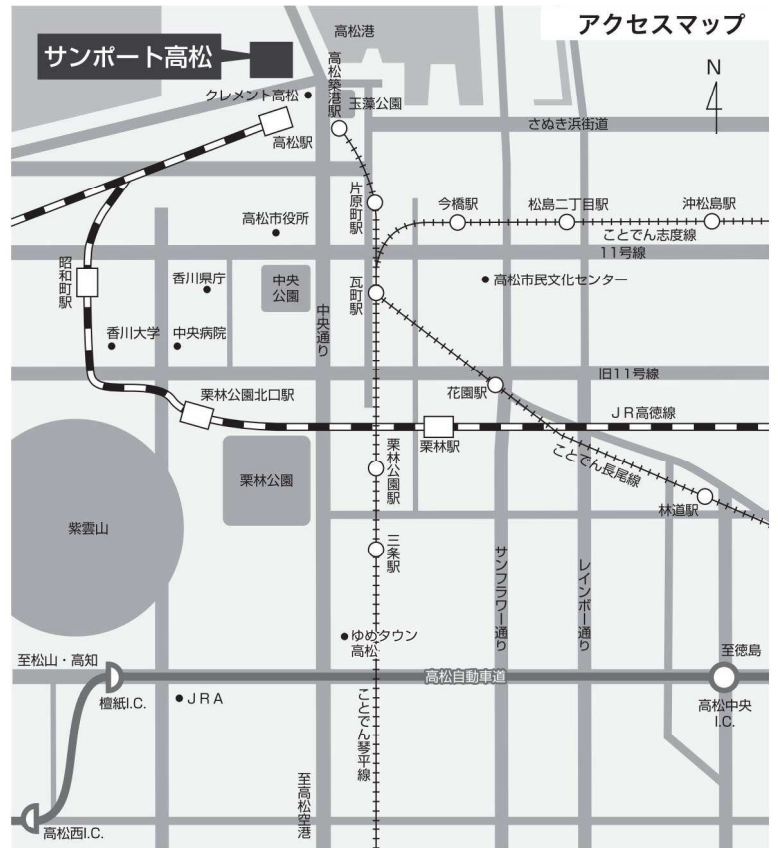 アクセスマップ
サンポート高松
高松港
N
高松築港駅
クレメント高松
玉藻公園
高松駅
さぬき浜街道
片原町駅
今橋駅
松島二丁目駅
沖松島駅
高松市役所
ことでん志度線
11号線
昭和町駅
香川県庁
中央
公園
中央通り
瓦町駅
高松市民文化センター
香川大学
中央病院
旧11号線
花園駅
栗林公園北口駅
JR高徳線
栗林駅
ことでん長尾線
栗林公園
栗林公園駅
林道駅
紫雲山
三条駅
サンフラワー通り
レインボー通り
ゆめタウン
高松
至松山・高知
至徳島
高松自動車道
檀紙I.C.
JRA
高松中央
I.C.
ことでん琴平線
至高松空港
高松西I.C.